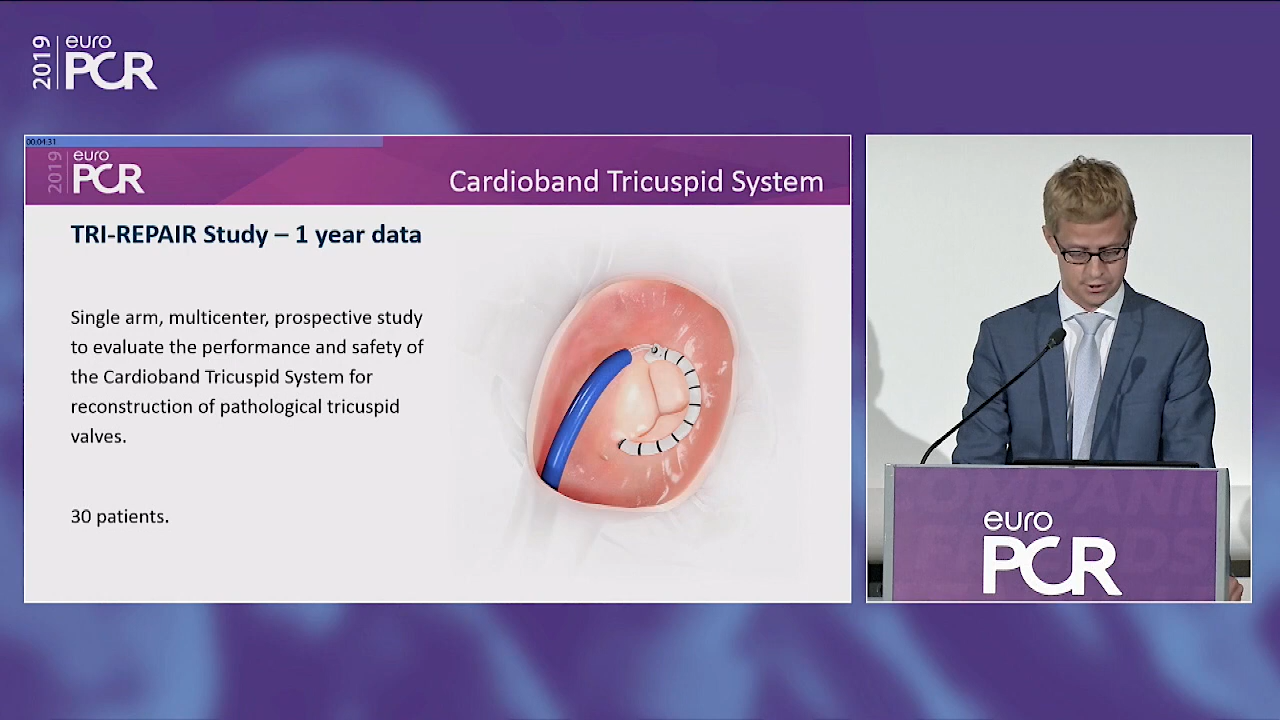 2019
euro
PCR
00:04:31
2019
euro
PCR
Cardioband Tricuspid System
TRI-REPAIR Study – 1 year data
Single arm, multicenter, prospective study
to evaluate the performance and safety of
the Cardioband Tricuspid System for
reconstruction of pathological tricuspid
valves.
30 patients.
euro
PCR